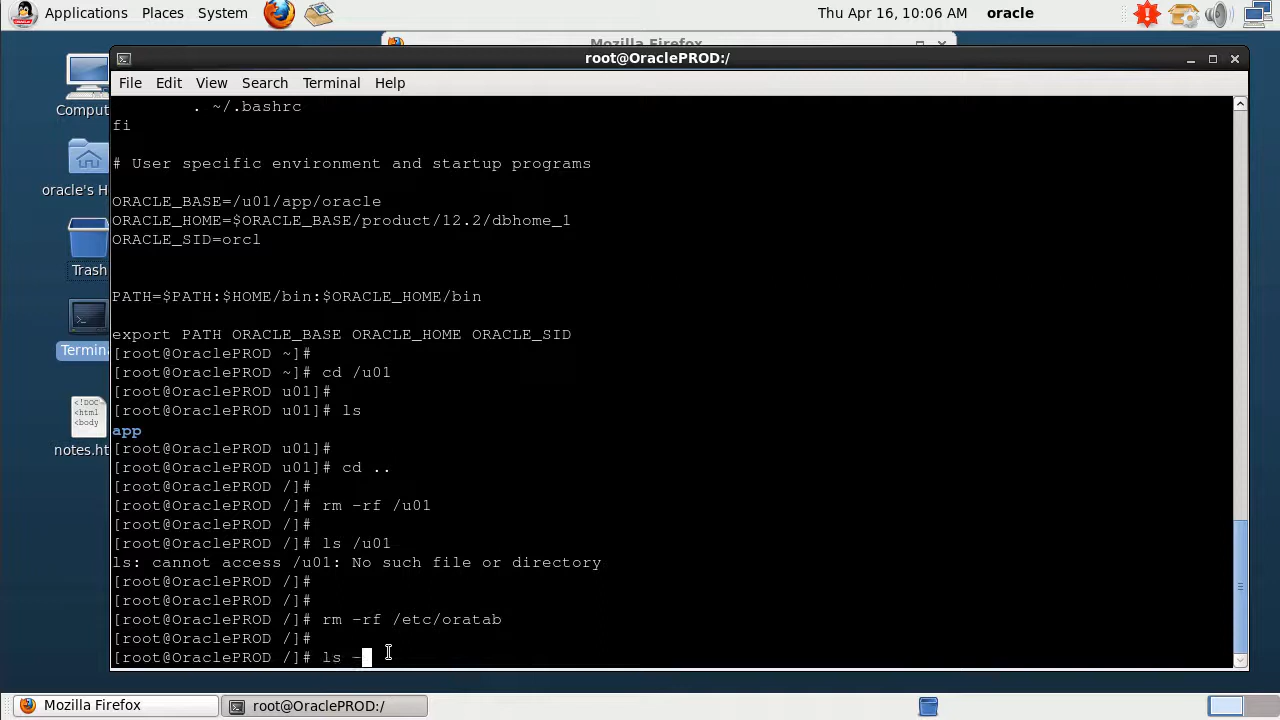 Applications Places System
Thu Apr 16, 10:06 AM oracle
Mozilla Firefox
root@OraclePROD:/
File Edit View Search Terminal Help
Comput
oracle's H
Trash
Termin
<!DOC
<html
<body
notes.ht
. ~/.bashrc
fi
# User specific environment and startup programs
ORACLE_BASE=/u01/app/oracle
ORACLE_HOME=$ORACLE_BASE/product/12.2/dbhome_1
ORACLE_SID=orcl
PATH=$PATH:$HOME/bin:$ORACLE_HOME/bin
export PATH ORACLE_BASE ORACLE_HOME ORACLE_SID
[root@OraclePROD ~]#
[root@OraclePROD ~]# cd /u01
[root@OraclePROD u01]#
[root@OraclePROD u01]# ls
app
[root@OraclePROD u01]#
[root@OraclePROD u01]# cd ..
[root@OraclePROD /]#
[root@OraclePROD /]# rm -rf /u01
[root@OraclePROD /]#
[root@OraclePROD /]# ls /u01
ls: cannot access /u01: No such file or directory
[root@OraclePROD /]#
[root@OraclePROD /]#
[root@OraclePROD /]# rm -rf /etc/oratab
[root@OraclePROD /]#
[root@OraclePROD /]# ls -
Mozilla Firefox
root@OraclePROD:/